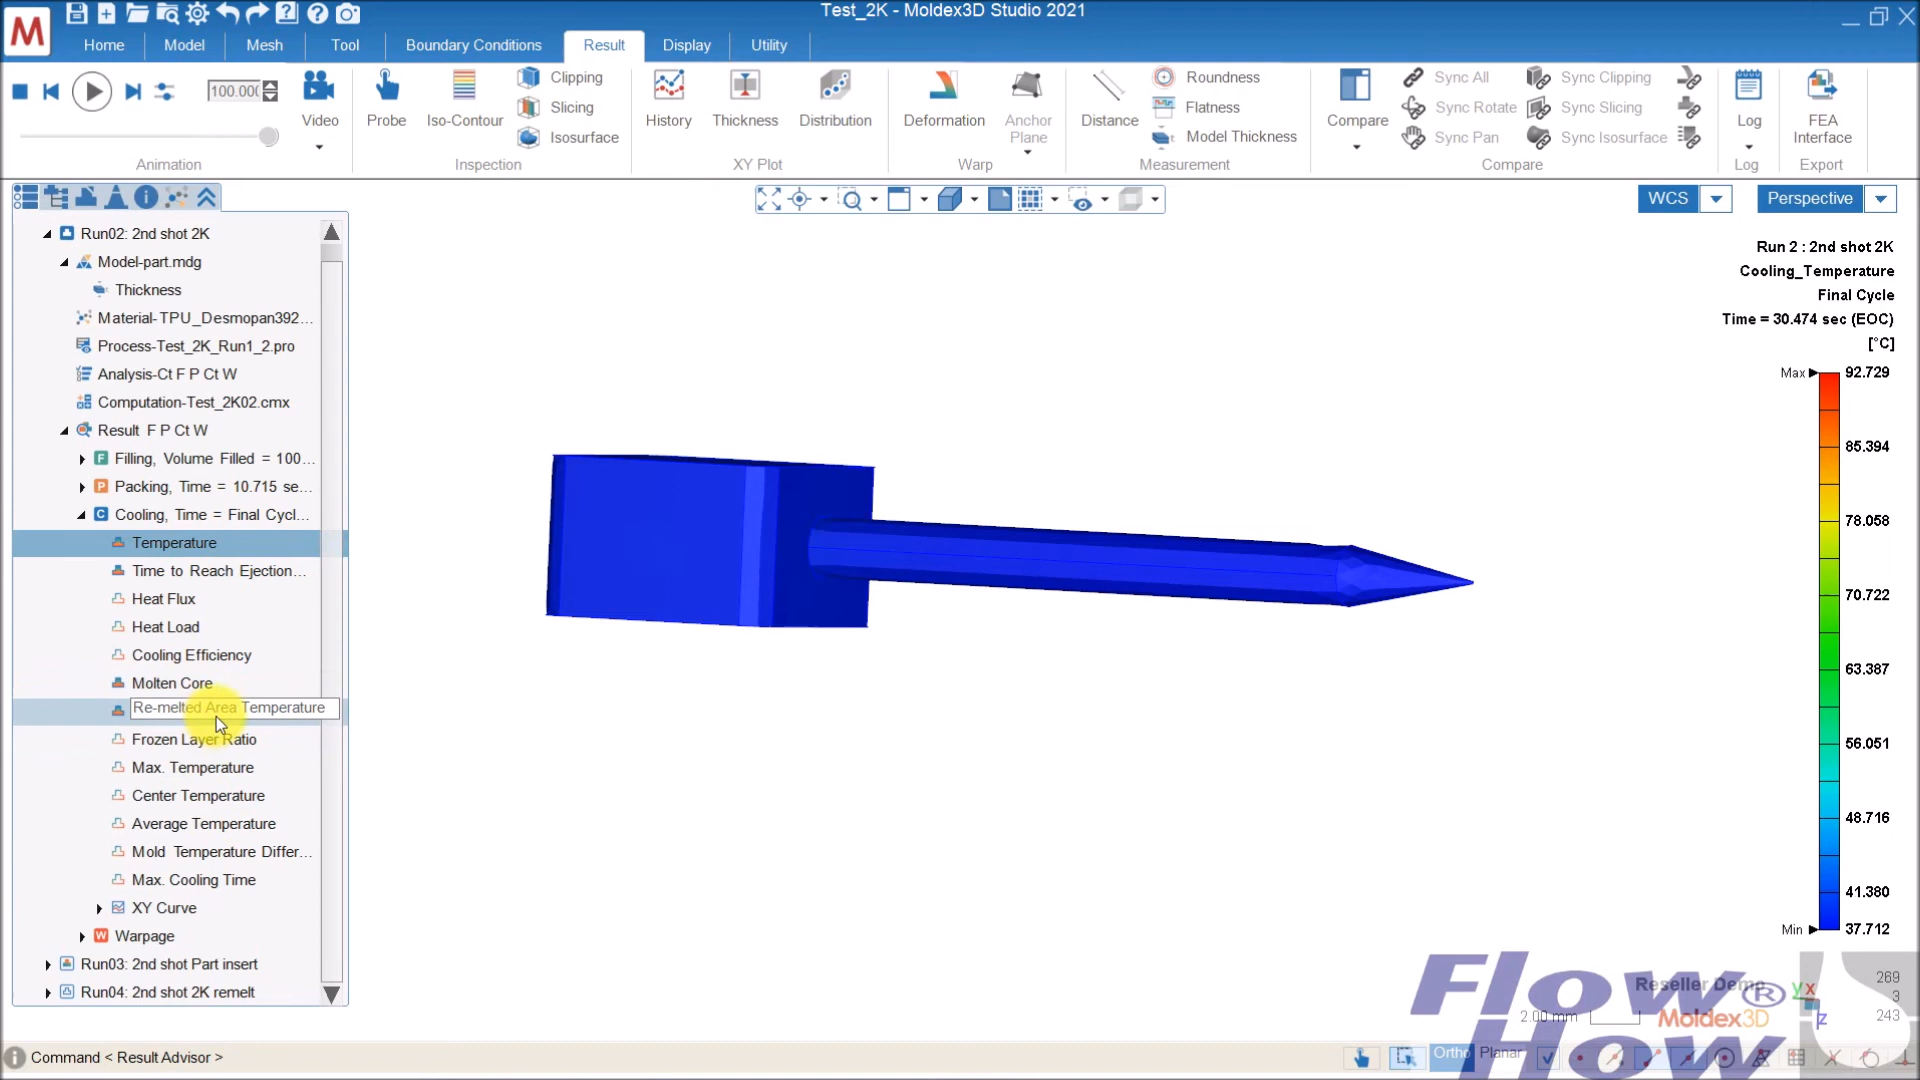 Test_2K - Moldex3D Studio 2021
M
Home
Model
Mesh
Tool
Boundary Conditions
Result
Display
Utility
100.000
Video
Animation
Probe
Iso-Contour
Clipping
Slicing
Isosurface
Inspection
History
Thickness
Distribution
XY Plot
Deformation
Anchor Plane
Warp
Distance
Roundness
Flatness
Model Thickness
Measurement
Compare
Sync All
Sync Rotate
Sync Pan
Sync Clipping
Sync Slicing
Sync Isosurface
Compare
Log
Log
FEA Interface
Export
WCS
Perspective
Run02: 2nd shot 2K
Model-part.mdg
Thickness
Material-TPU_Desmopan392...
Process-Test_2K_Run1_2.pro
Analysis-Ct F P Ct W
Computation-Test_2K02.cmx
Result F P Ct W
F Filling, Volume Filled = 100...
P Packing, Time = 10.715 se...
C Cooling, Time = Final Cycl...
Temperature
Time to Reach Ejection...
Heat Flux
Heat Load
Cooling Efficiency
Molten Core
Re-melted Area Temperature
Frozen Layer Ratio
Max. Temperature
Center Temperature
Average Temperature
Mold Temperature Differ...
Max. Cooling Time
XY Curve
W Warpage
Run03: 2nd shot Part insert
Run04: 2nd shot 2K remelt
Run 2 : 2nd shot 2K
Cooling_Temperature
Final Cycle
Time = 30.474 sec (EOC)
[°C]
Max 92.729
85.394
78.058
70.722
63.387
56.051
48.716
41.380
Min 37.712
Flow®
How
Reseller Demo
Moldex3D
2.00 mm
yx
z
269
3
243
Command < Result Advisor >
Ortho
Planar